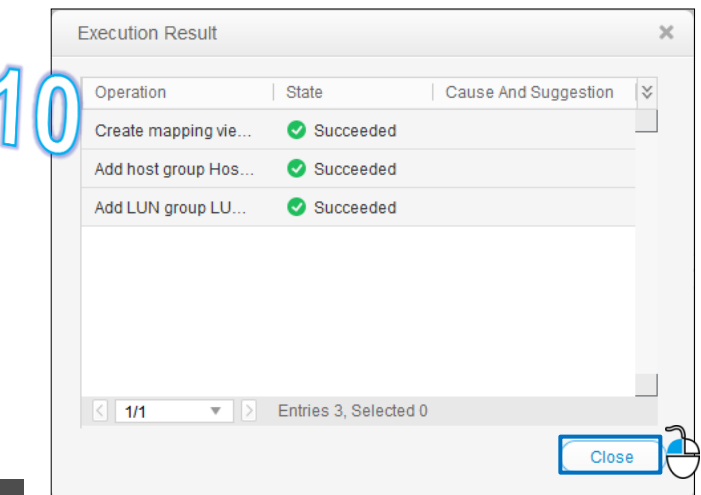 Execution Result
10
Operation State Cause And Suggestion
Create mapping vie... Succeeded
Add host group Hos... Succeeded
Add LUN group LU... Succeeded
1/1 Entries 3, Selected 0
Close